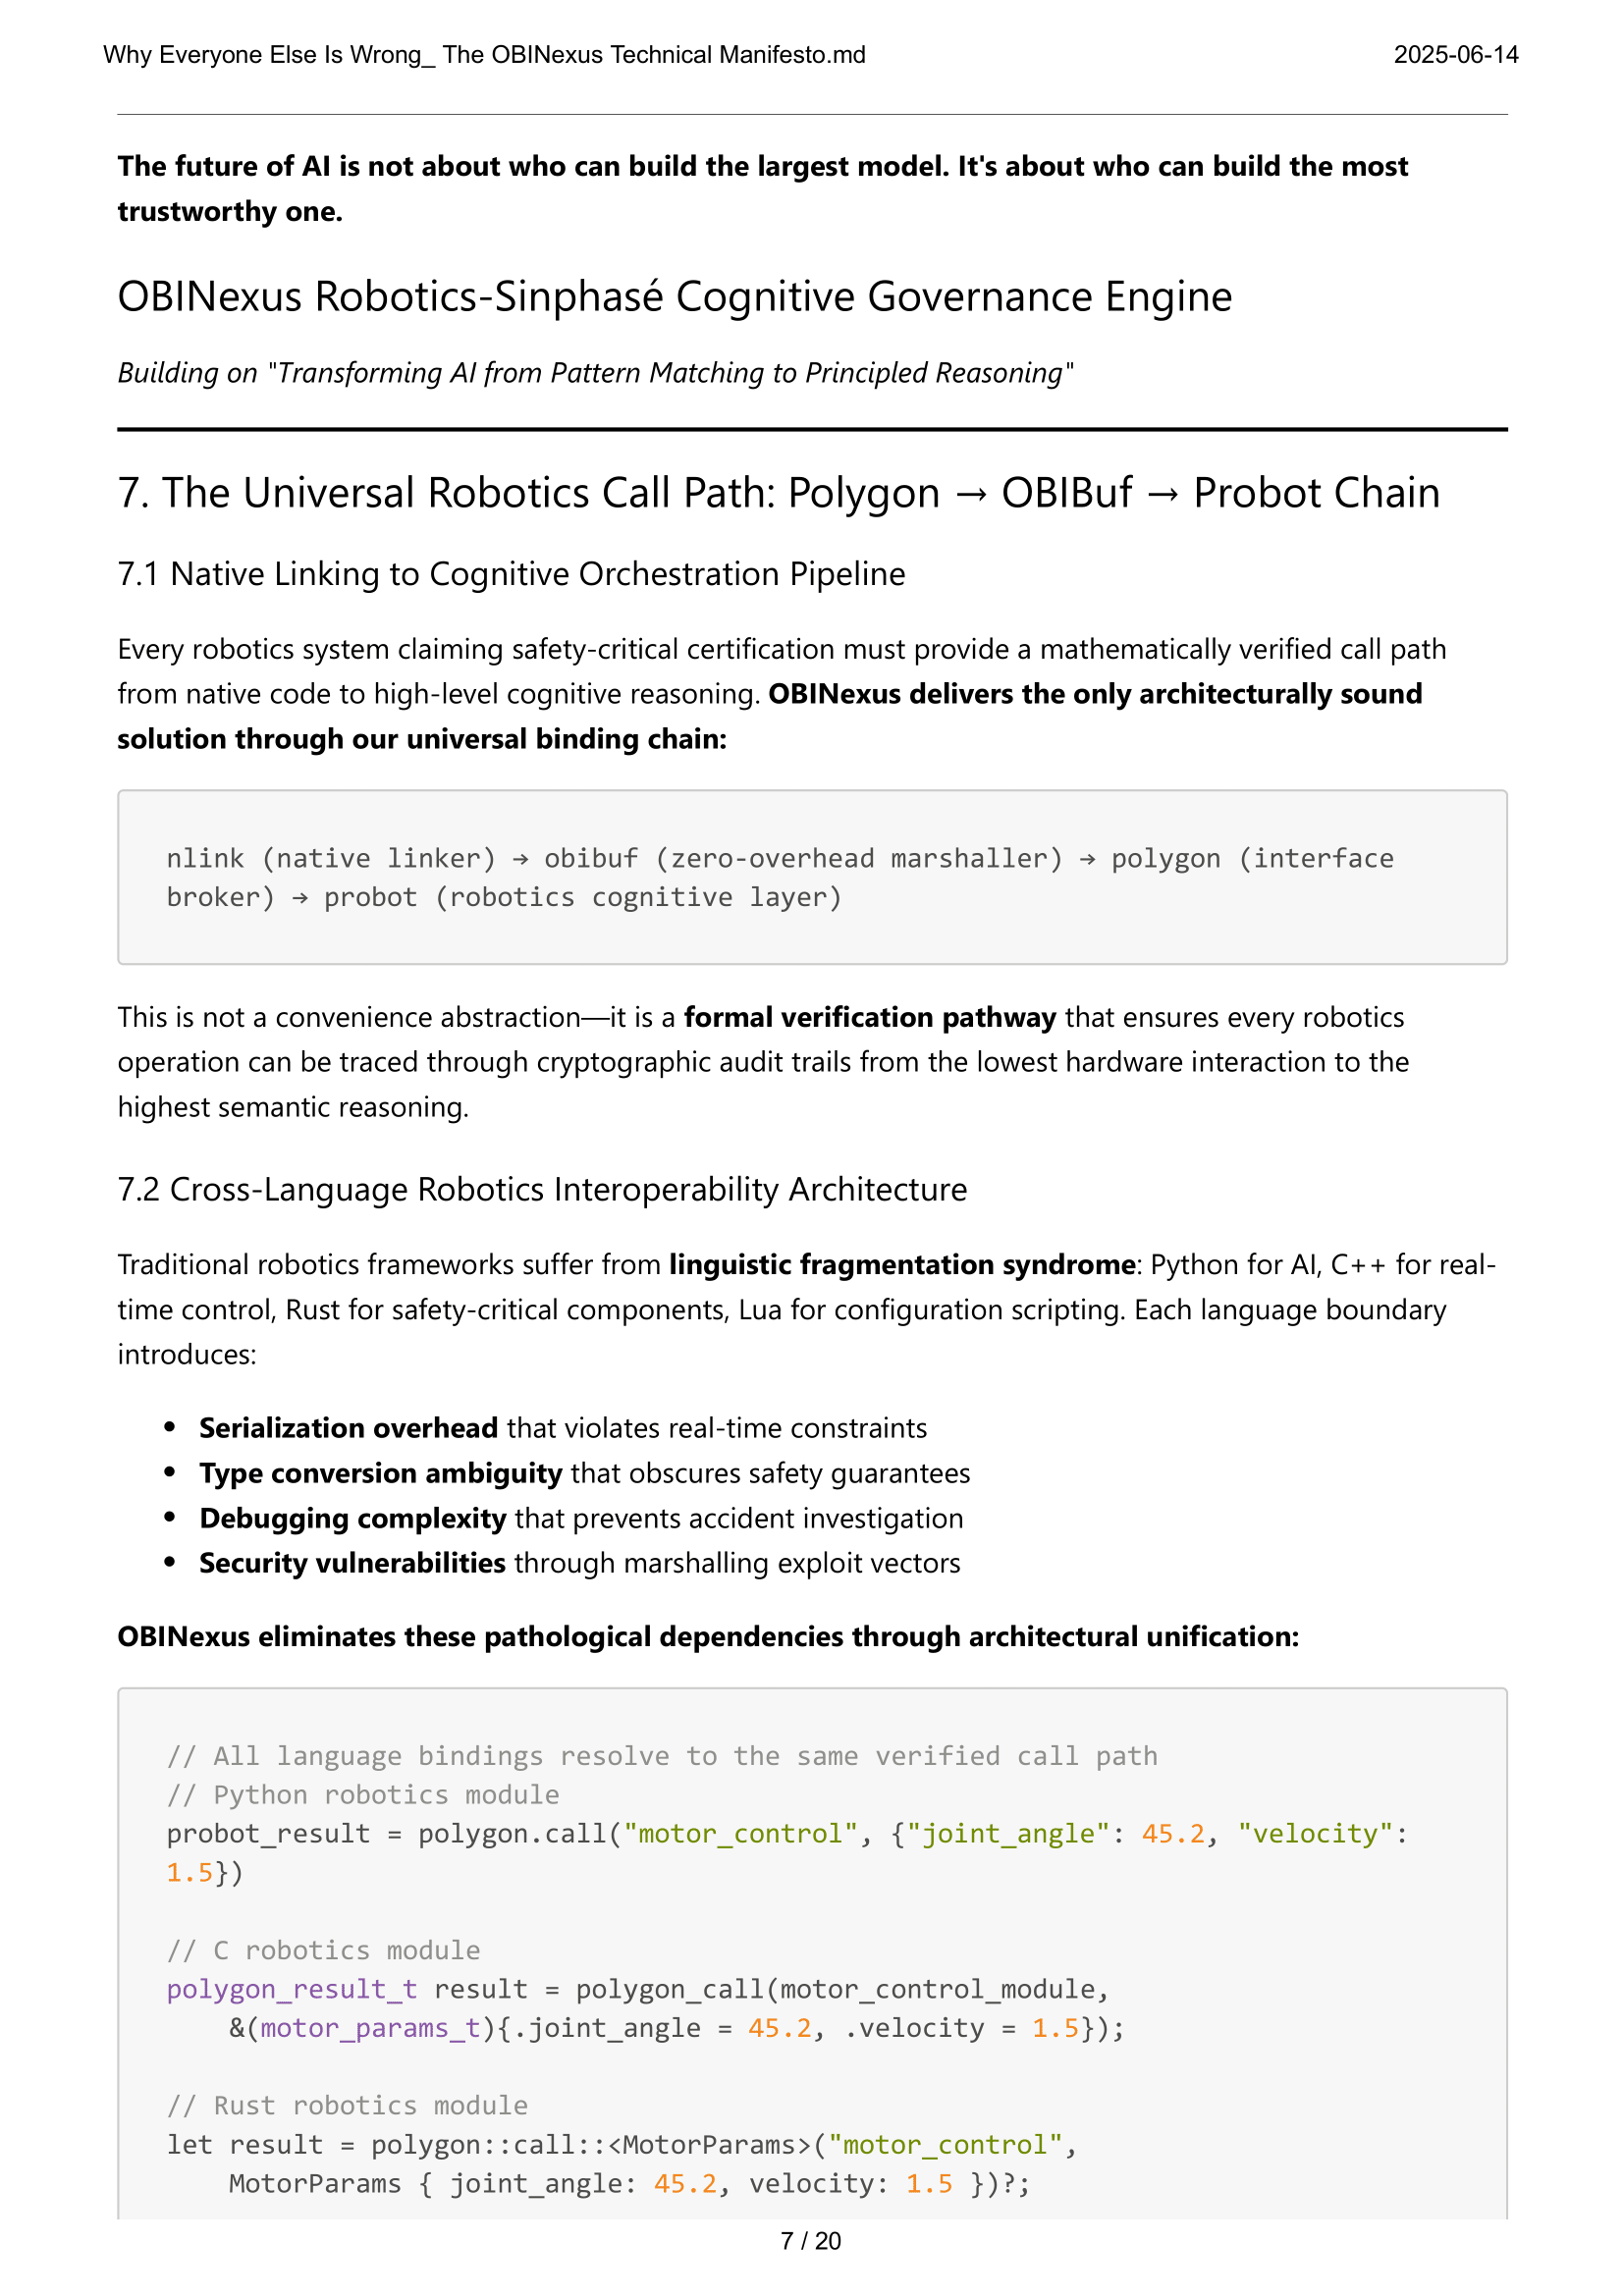 Why Everyone Else Is Wrong_ The OBINexus Technical Manifesto.md
2025-06-14
The future of AI is not about who can build the largest model. It's about who can build the most
trustworthy one.
OBINexus Robotics-Sinphasé Cognitive Governance Engine
Building on "Transforming AI from Pattern Matching to Principled Reasoning"
7. The Universal Robotics Call Path: Polygon → OBIBuf → Probot Chain
7.1 Native Linking to Cognitive Orchestration Pipeline
Every robotics system claiming safety-critical certification must provide a mathematically verified call path
from native code to high-level cognitive reasoning. OBINexus delivers the only architecturally sound
solution through our universal binding chain:
nlink (native linker) → obibuf (zero-overhead marshaller) → polygon (interface
broker) → probot (robotics cognitive layer)
This is not a convenience abstraction—it is a formal verification pathway that ensures every robotics
operation can be traced through cryptographic audit trails from the lowest hardware interaction to the
highest semantic reasoning.
7.2 Cross-Language Robotics Interoperability Architecture
Traditional robotics frameworks suffer from linguistic fragmentation syndrome: Python for AI, C++ for real-
time control, Rust for safety-critical components, Lua for configuration scripting. Each language boundary
introduces:
• Serialization overhead that violates real-time constraints
• Type conversion ambiguity that obscures safety guarantees
• Debugging complexity that prevents accident investigation
• Security vulnerabilities through marshalling exploit vectors
OBINexus eliminates these pathological dependencies through architectural unification:
// All language bindings resolve to the same verified call path
// Python robotics module
probot_result = polygon.call("motor_control", {"joint_angle": 45.2, "velocity":
1.5})
// C robotics module
polygon_result_t result = polygon_call(motor_control_module,
    &(motor_params_t){.joint_angle = 45.2, .velocity = 1.5});
// Rust robotics module
let result = polygon::call::<MotorParams>("motor_control",
    MotorParams { joint_angle: 45.2, velocity: 1.5 })?;
7 / 20